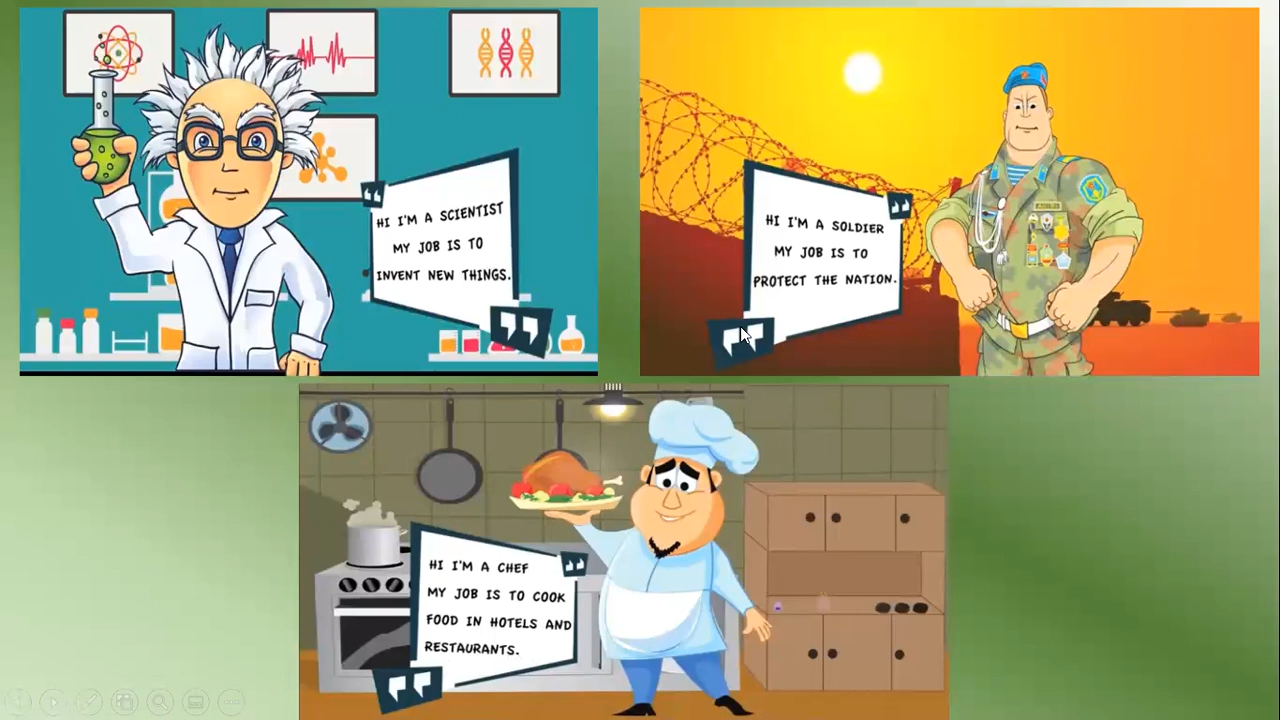 HI I'M A SCIENTIST
MY JOB IS TO
INVENT NEW THINGS.
HI I'M A SOLDIER
MY JOB IS TO
PROTECT THE NATION.
HI I'M A CHEF
MY JOB IS TO COOK
FOOD IN HOTELS AND
RESTAURANTS.